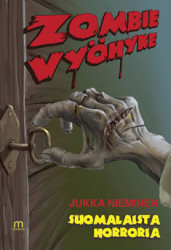 ZOMBIE
VYÖHYKE
JUKKA NIEMINEN
SUOMALAISTA
HORRORIA
m